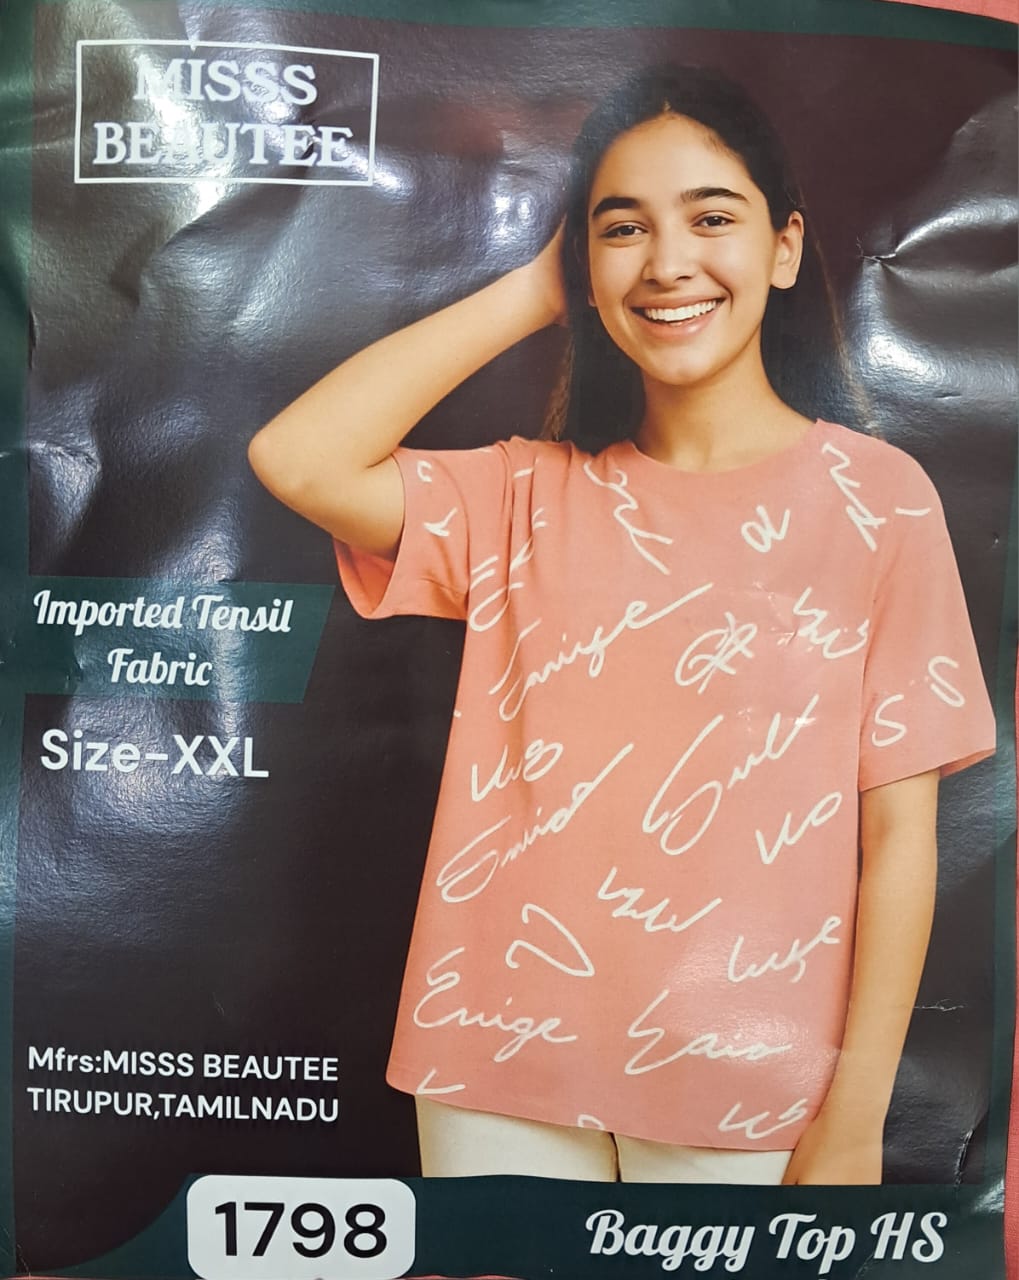 MISSS
BEAUTEE
Imported Tensil
Fabric
Size-XXL
Mfrs:MISSS BEAUTEE
TIRUPUR,TAMILNADU
1798
Baggy Top HS